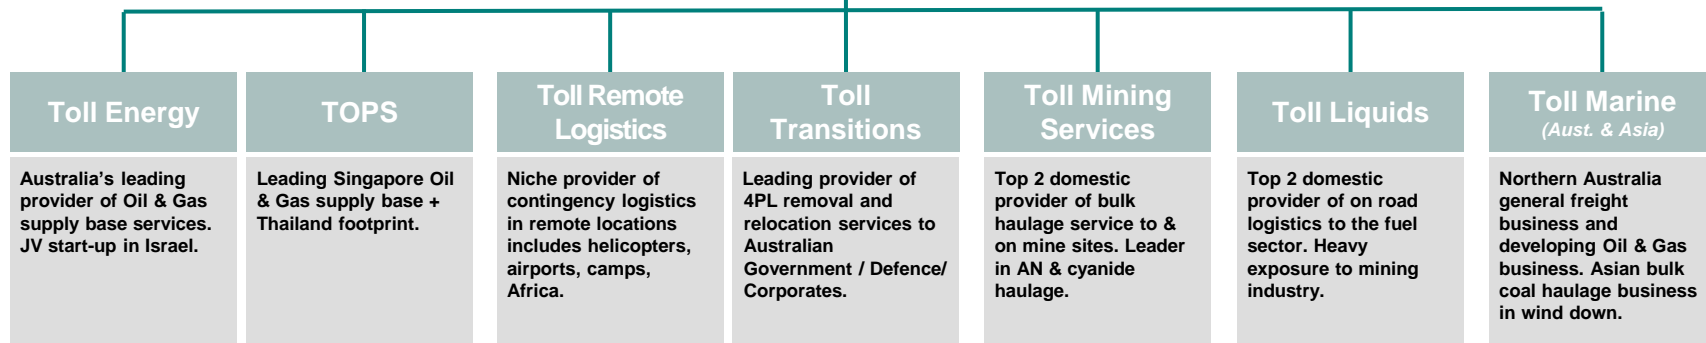 Toll Energy
Australia's leading
provider of Oil & Gas
supply base services.
JV start-up in Israel.
TOPS
Leading Singapore Oil
& Gas supply base +
Thailand footprint.
Toll Remote
Logistics
Niche provider of
contingency logistics
in remote locations
includes helicopters,
airports, camps,
Africa.
Toll
Transitions
Leading provider of
4PL removal and
relocation services to
Australian
Government / Defence/
Corporates.
Toll Mining
Services
Top 2 domestic
provider of bulk
haulage service to &
on mine sites. Leader
in AN & cyanide
haulage.
Toll Liquids
Top 2 domestic
provider of on road
logistics to the fuel
sector. Heavy
exposure to mining
industry.
Toll Marine
(Aust. & Asia)
Northern Australia
general freight
business and
developing Oil & Gas
business. Asian bulk
coal haulage business
in wind down.